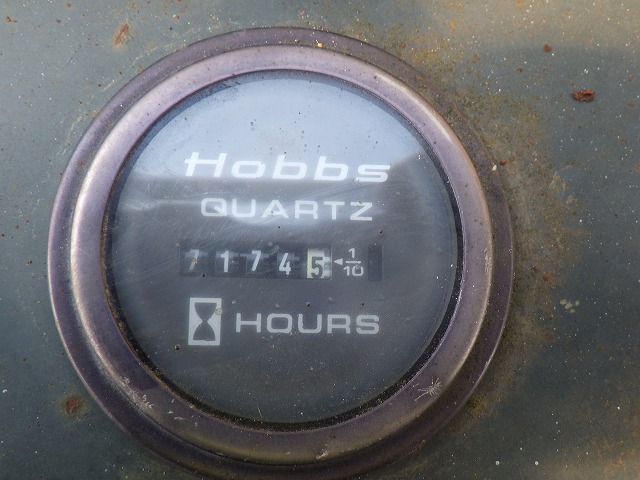 Hobbs
QUARTZ
71745 ◄ 1/10
HOURS